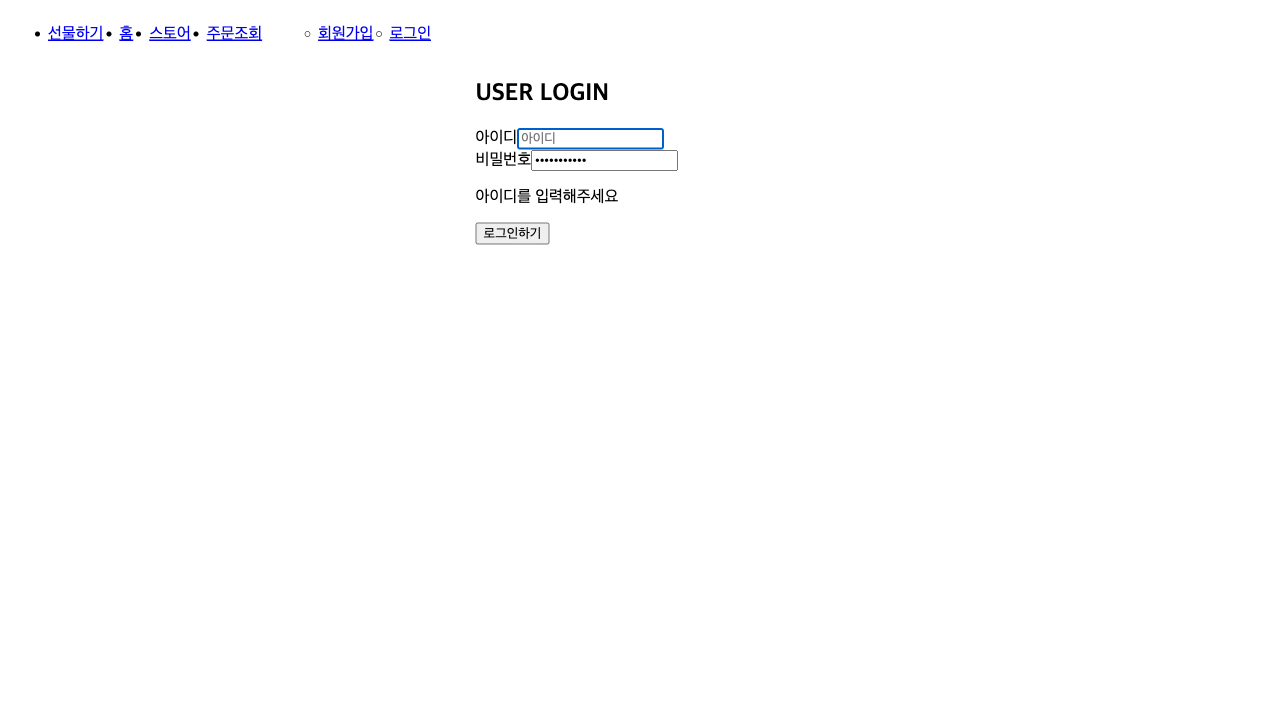 선물하기 홈 스토어 주문조회 회원가입 로그인
USER LOGIN
아이디 아이디
비밀번호 •••••••••••
아이디를 입력해주세요
로그인하기